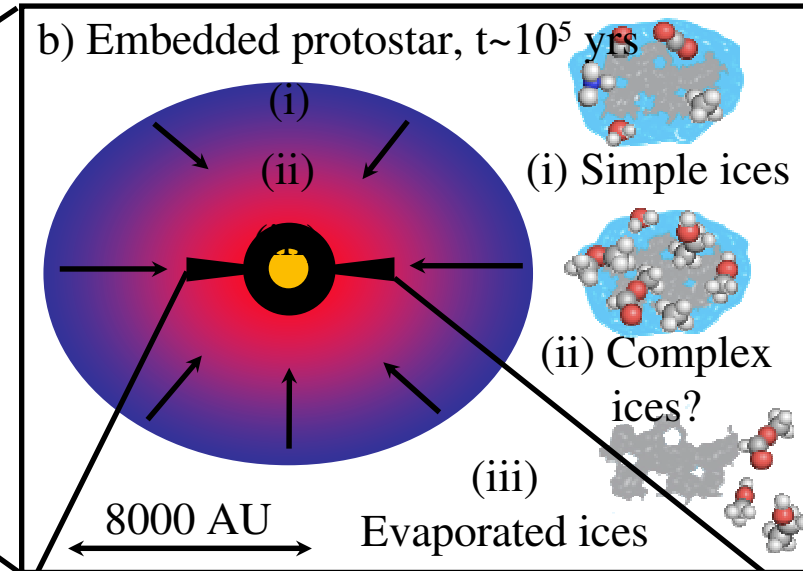 b) Embedded protostar, t~10⁵ yrs
(i)
(ii)
(i) Simple ices
(ii) Complex
ices?
(iii)
Evaporated ices
8000 AU